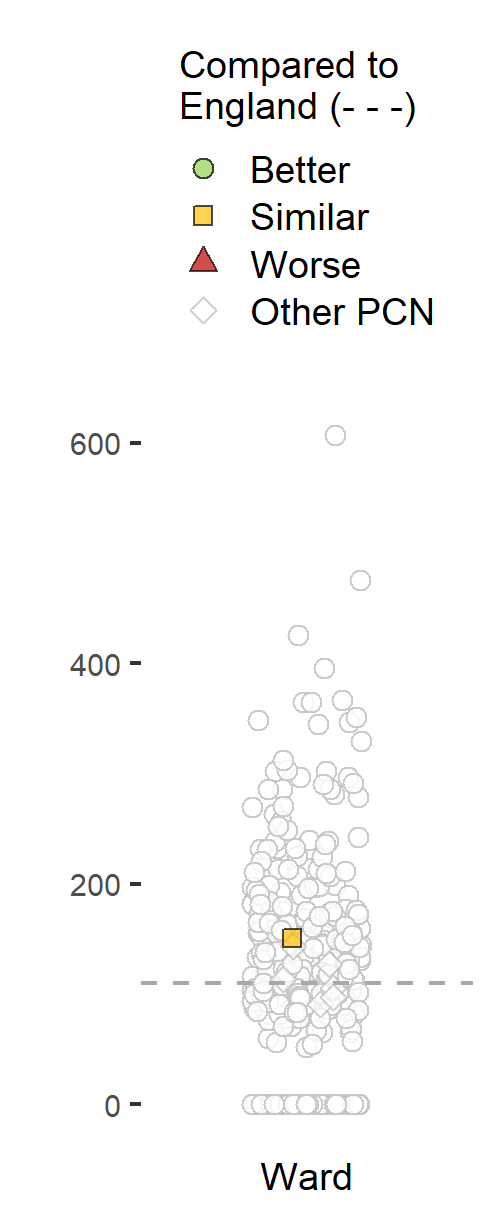 Compared to
England (- - -)
Better
Similar
Worse
Other PCN
600
400
200
0
Ward